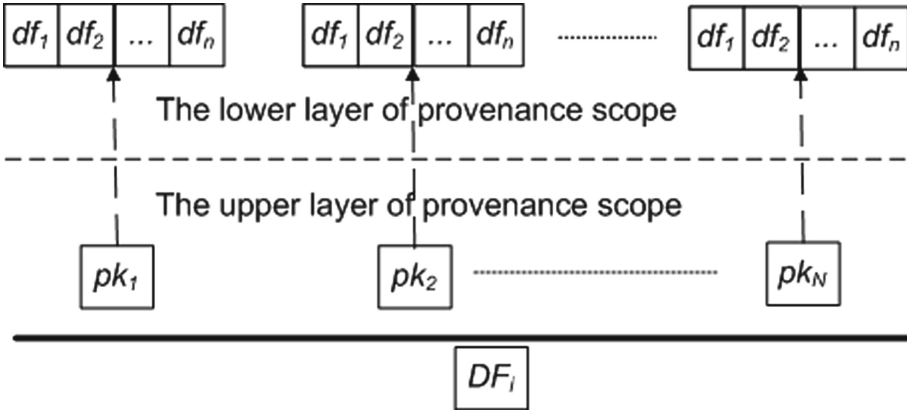 df1 df2 ... dfn df1 df2 ... dfn df1 df2 ... dfn
The lower layer of provenance scope
The upper layer of provenance scope
pk1 pk2 pkN
DFi